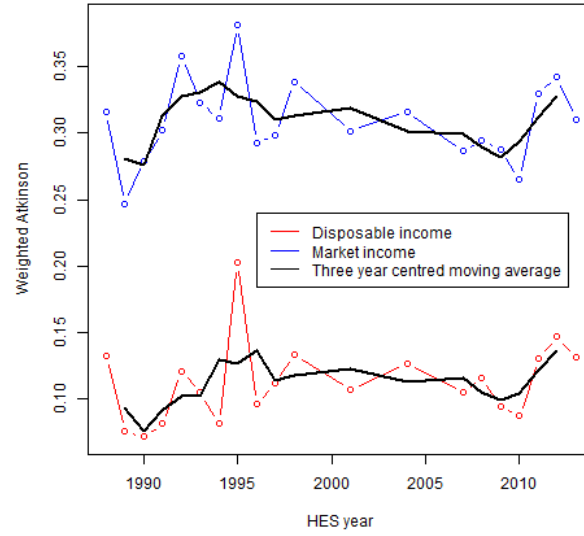 Weighted Atkinson
0.35
0.30
0.25
0.20
0.15
0.10
Disposable income
Market income
Three year centred moving average
1990 1995 2000 2005 2010
HES year